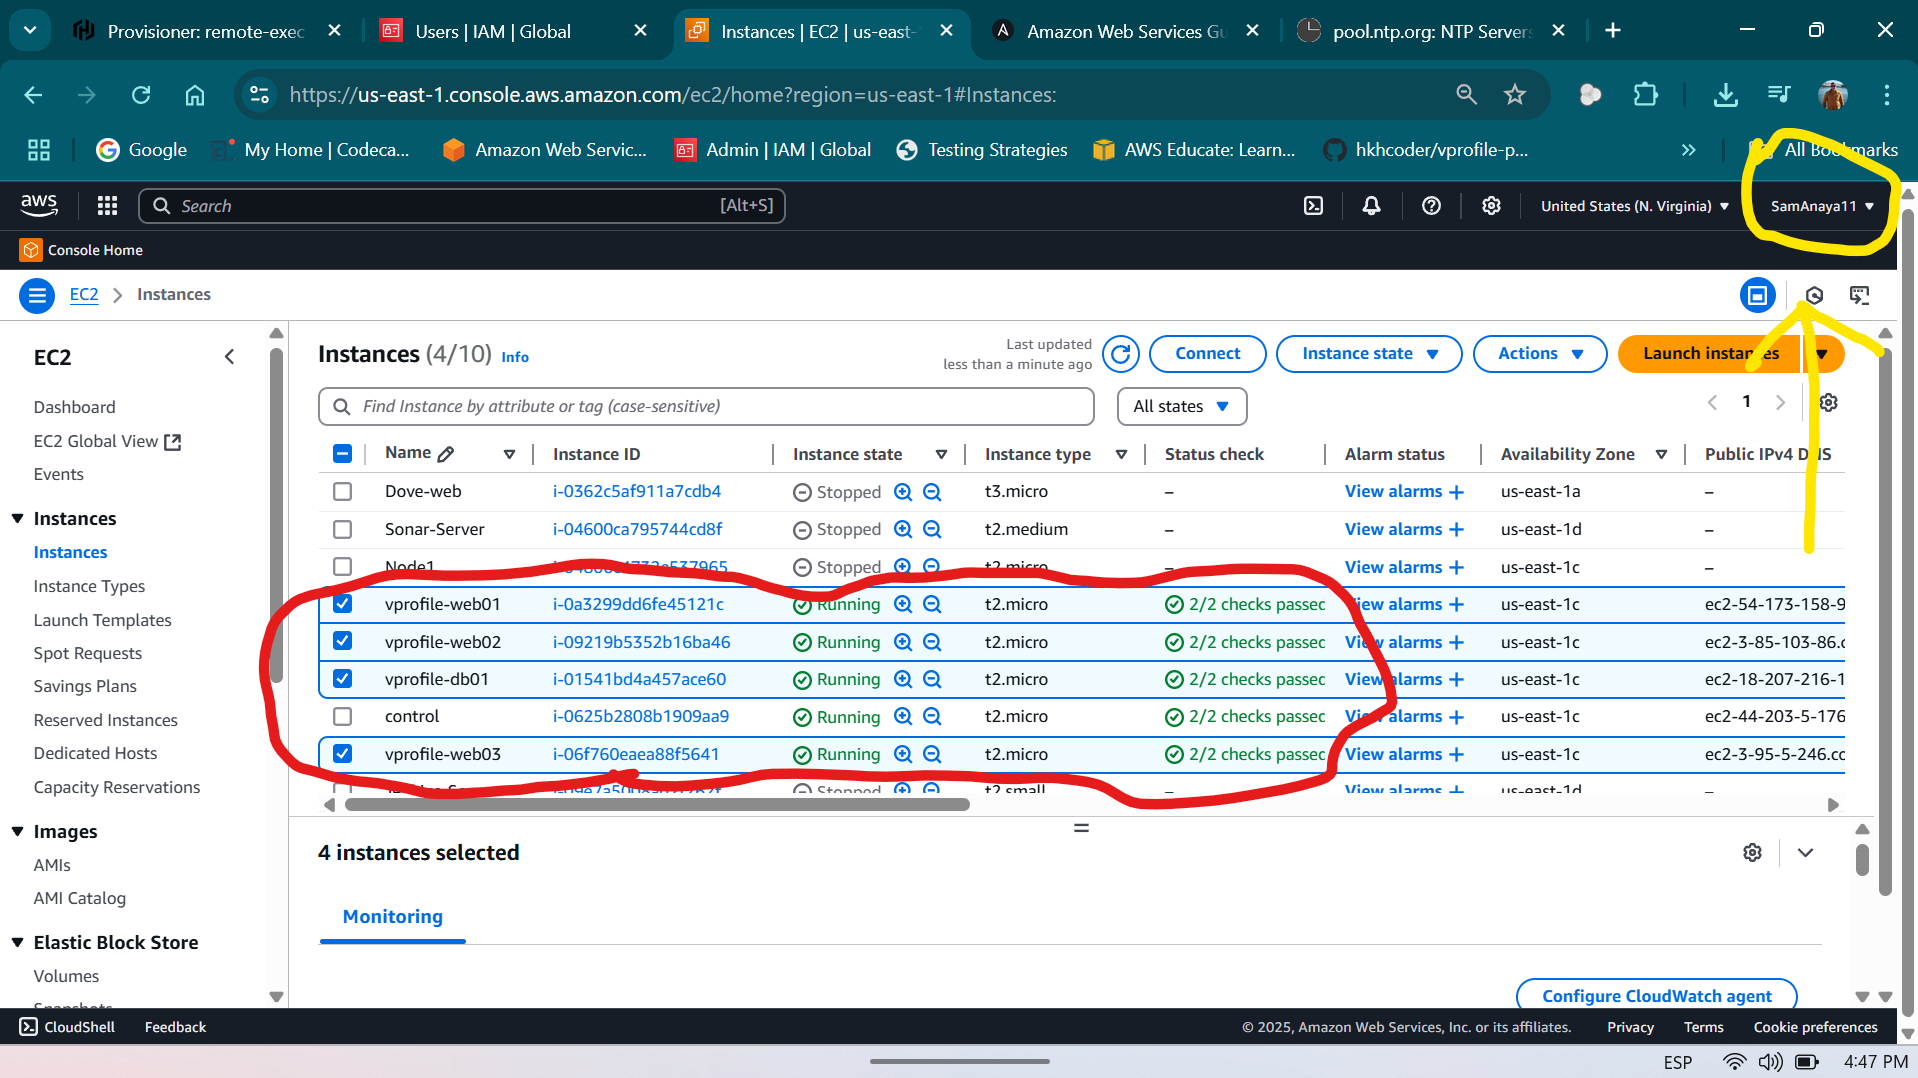 Provisioner: remote-exec
Users | IAM | Global
Instances | EC2 | us-east-
Amazon Web Services Gu
pool.ntp.org: NTP Servers
https://us-east-1.console.aws.amazon.com/ec2/home?region=us-east-1#Instances:
Google
My Home | Codeca...
Amazon Web Servic...
Admin | IAM | Global
Testing Strategies
AWS Educate: Learn...
hkhcoder/vprofile-p...
All Bookmarks
aws
Search
[Alt+S]
United States (N. Virginia)
SamAnaya11
Console Home
EC2
Instances
EC2
Dashboard
EC2 Global View
Events
Instances
Instances
Instance Types
Launch Templates
Spot Requests
Savings Plans
Reserved Instances
Dedicated Hosts
Capacity Reservations
Images
AMIs
AMI Catalog
Elastic Block Store
Volumes
Snapshots
Instances (4/10) Info
Last updated
less than a minute ago
Connect
Instance state
Actions
Launch instances
Find Instance by attribute or tag (case-sensitive)
All states
1
Name Instance ID Instance state Instance type Status check Alarm status Availability Zone Public IPv4 DNS
Dove-web i-0362c5af911a7cdb4 Stopped t3.micro – View alarms + us-east-1a –
Sonar-Server i-04600ca795744cd8f Stopped t2.medium – View alarms + us-east-1d –
Node1 Stopped t2.micro – View alarms + us-east-1c –
vprofile-web01 i-0a3299dd6fe45121c Running t2.micro 2/2 checks passed View alarms + us-east-1c ec2-54-173-158-9
vprofile-web02 i-09219b5352b16ba46 Running t2.micro 2/2 checks passed View alarms + us-east-1c ec2-3-85-103-86.c
vprofile-db01 i-01541bd4a457ace60 Running t2.micro 2/2 checks passed View alarms + us-east-1c ec2-18-207-216-1
control i-0625b2808b1909aa9 Running t2.micro 2/2 checks passed View alarms + us-east-1c ec2-44-203-5-176
vprofile-web03 i-06f760eaea88f5641 Running t2.micro 2/2 checks passed View alarms + us-east-1c ec2-3-95-5-246.co
Stopped t2.small – View alarms + us-east-1d –
4 instances selected
Monitoring
Configure CloudWatch agent
CloudShell
Feedback
© 2025, Amazon Web Services, Inc. or its affiliates.
Privacy
Terms
Cookie preferences
ESP
4:47 PM